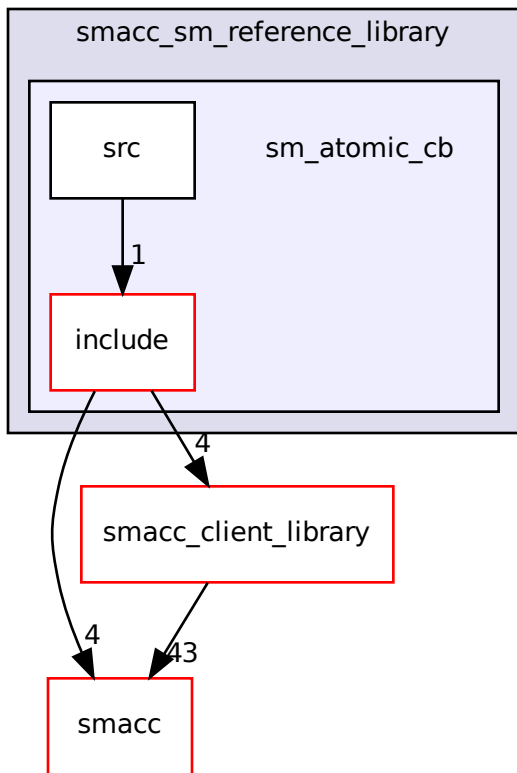 smacc_sm_reference_library
src
sm_atomic_cb
1
include
4
smacc_client_library
4
43
smacc